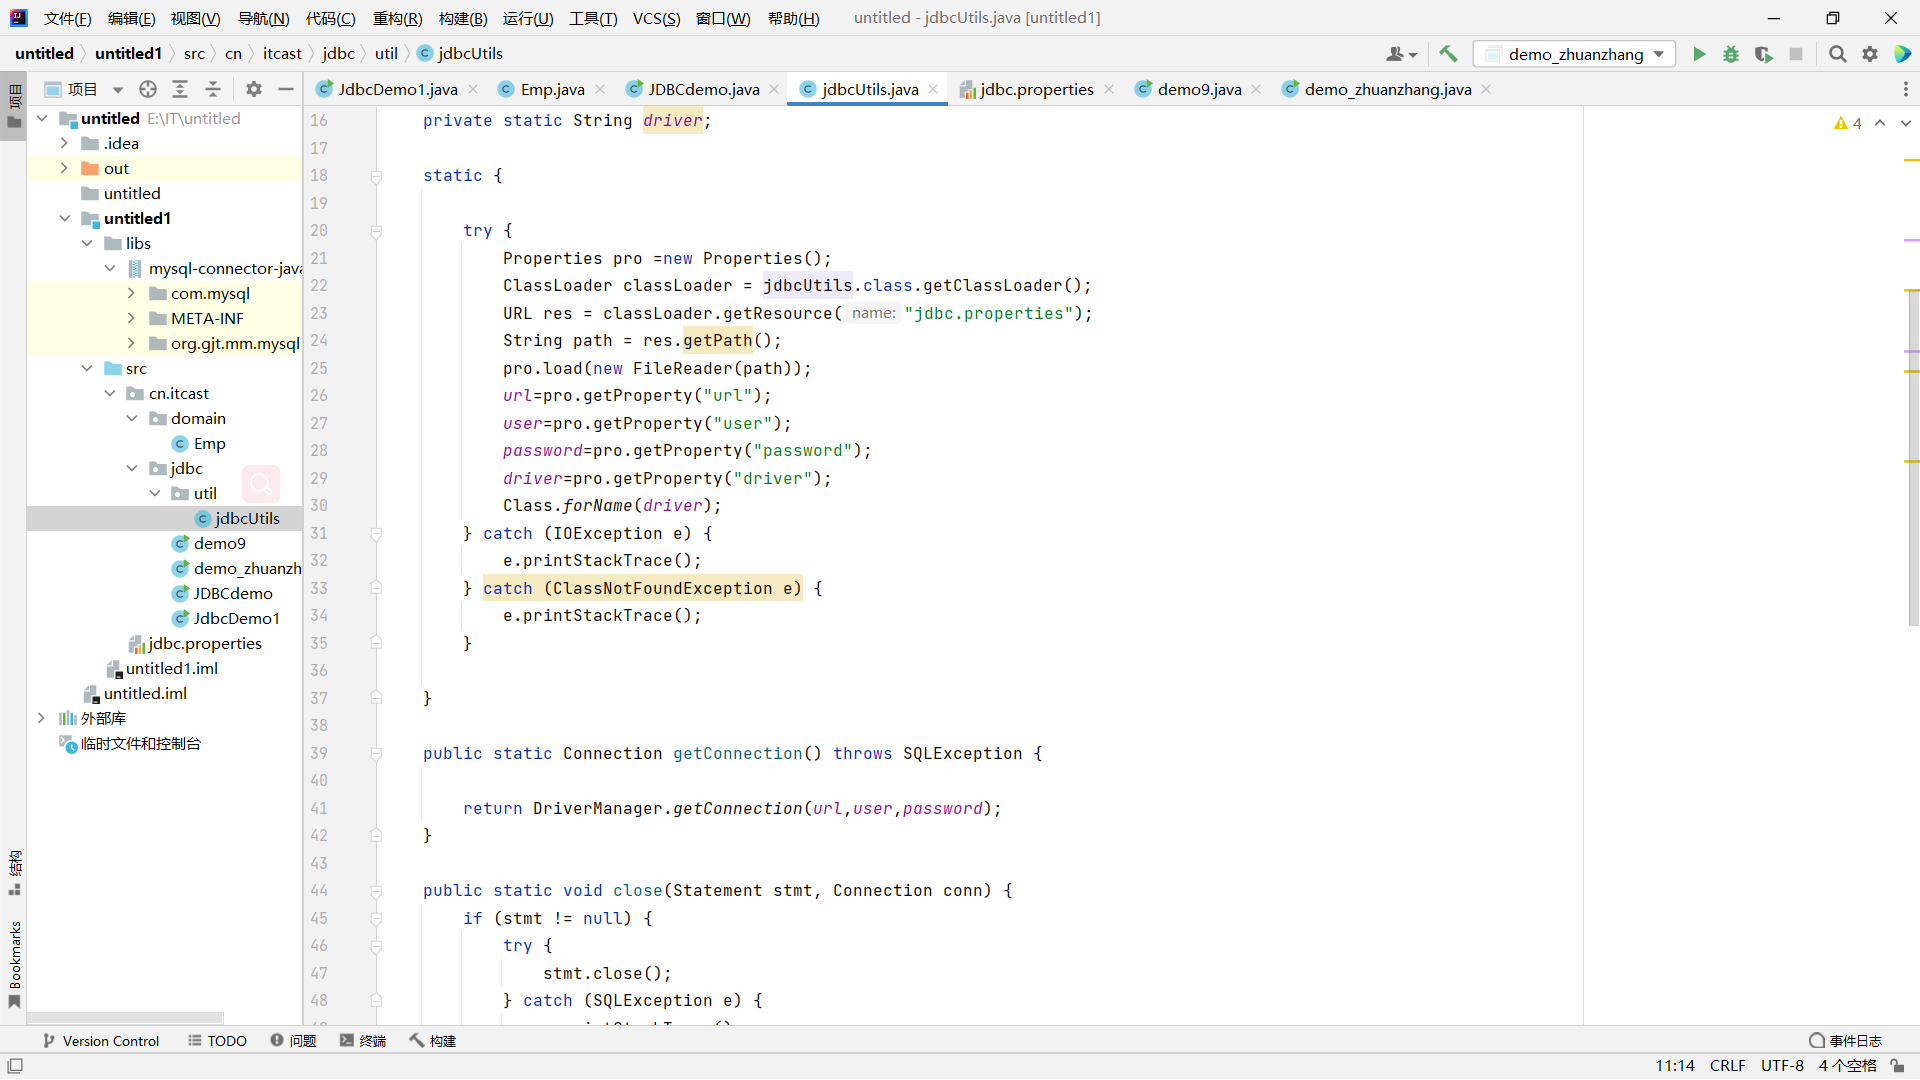 文件(F) 编辑(E) 视图(V) 导航(N) 代码(C) 重构(R) 构建(B) 运行(U) 工具(T) VCS(S) 窗口(W) 帮助(H) untitled - jdbcUtils.java [untitled1]
untitled untitled1 src cn itcast jdbc util jdbcUtils
demo_zhuanzhang
项目
项目
JdbcDemo1.java Emp.java JDBCdemo.java jdbcUtils.java jdbc.properties demo9.java demo_zhuanzhang.java
untitled E:\IT\untitled
.idea
out
untitled
untitled1
libs
mysql-connector-java
com.mysql
META-INF
org.gjt.mm.mysql
src
cn.itcast
domain
Emp
jdbc
util
jdbcUtils
demo9
demo_zhuanzh
JDBCdemo
JdbcDemo1
jdbc.properties
untitled1.iml
untitled.iml
外部库
临时文件和控制台
结构
Bookmarks
4
16 private static String driver;
17
18 static {
19
20 try {
21 Properties pro =new Properties();
22 ClassLoader classLoader = jdbcUtils.class.getClassLoader();
23 URL res = classLoader.getResource( name: "jdbc.properties");
24 String path = res.getPath();
25 pro.load(new FileReader(path));
26 url=pro.getProperty("url");
27 user=pro.getProperty("user");
28 password=pro.getProperty("password");
29 driver=pro.getProperty("driver");
30 Class.forName(driver);
31 } catch (IOException e) {
32 e.printStackTrace();
33 } catch (ClassNotFoundException e) {
34 e.printStackTrace();
35 }
36
37 }
38
39 public static Connection getConnection() throws SQLException {
40
41 return DriverManager.getConnection(url,user,password);
42 }
43
44 public static void close(Statement stmt, Connection conn) {
45 if (stmt != null) {
46 try {
47 stmt.close();
48 } catch (SQLException e) {
Version Control TODO 问题 终端 构建 事件日志
11:14 CRLF UTF-8 4 个空格